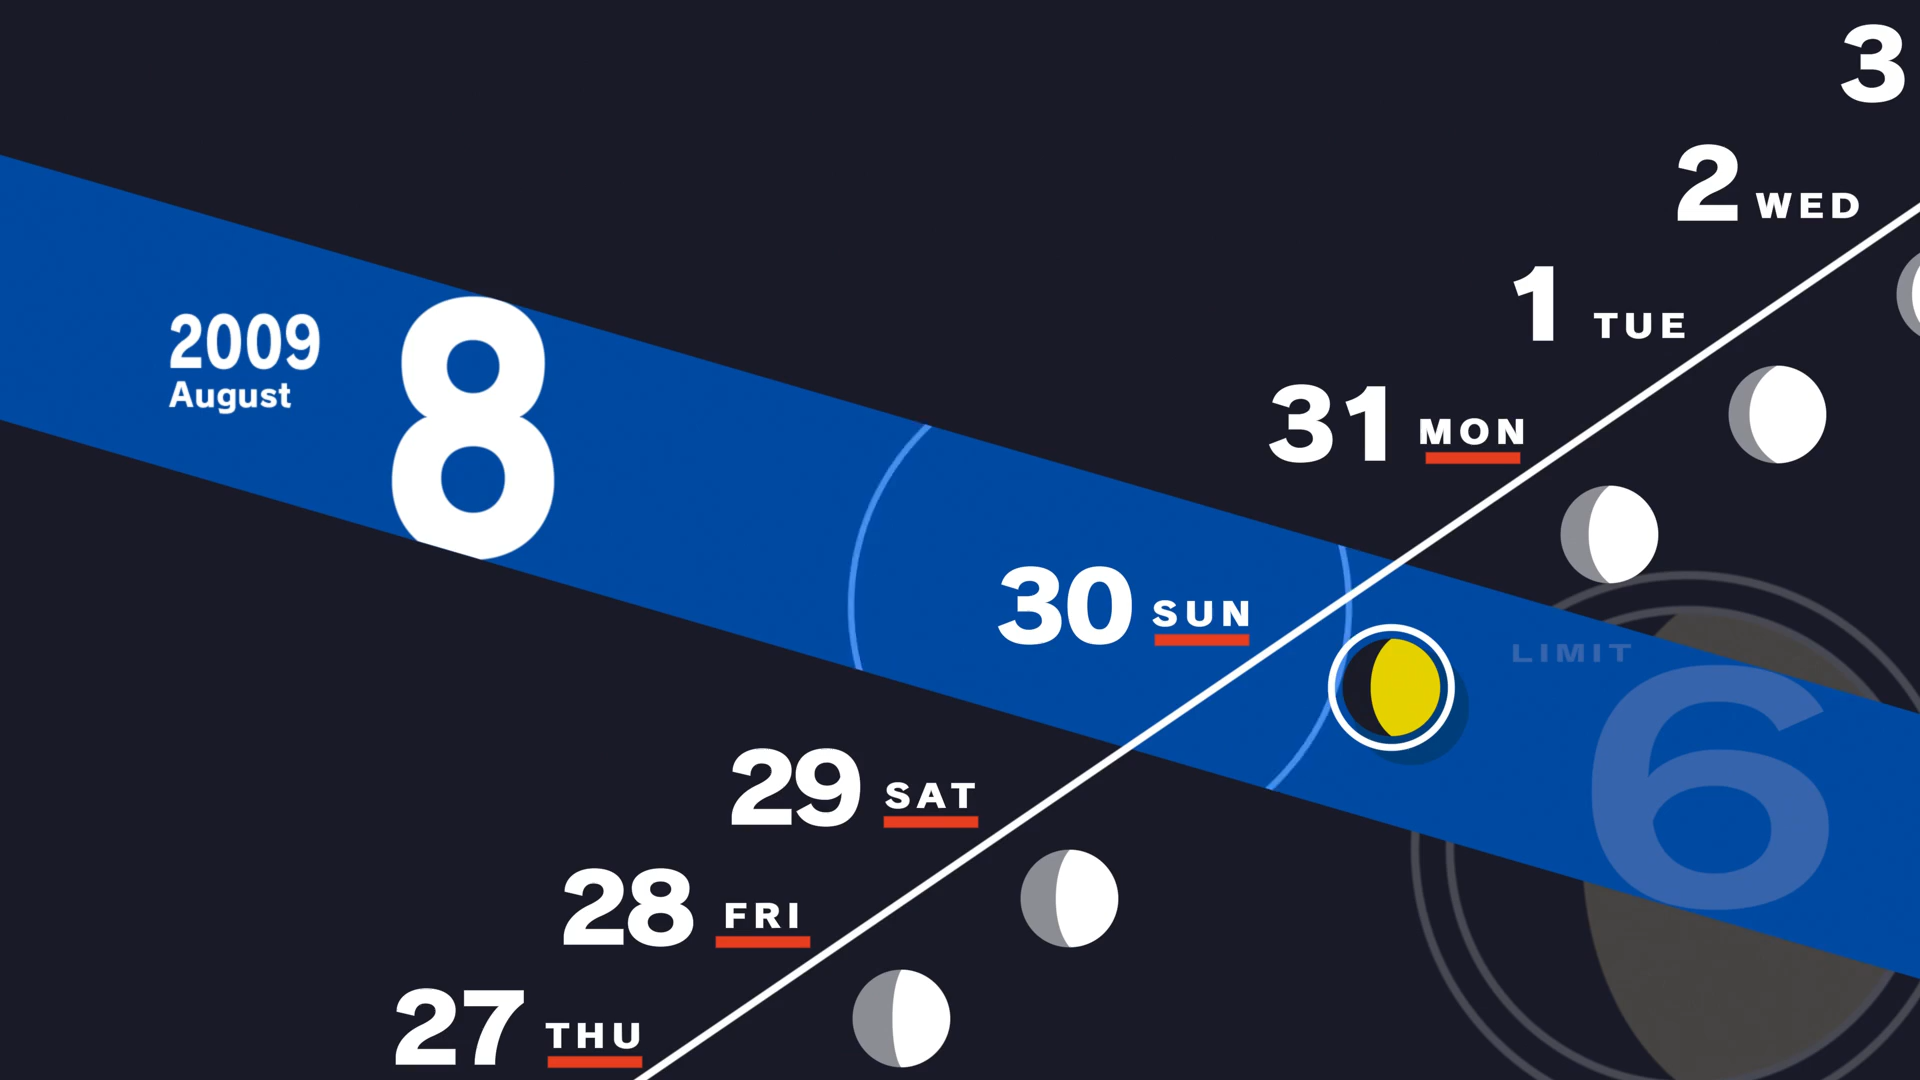 3
2 WED
1 TUE
31 MON
2009
August
8
30 SUN
LIMIT
6
29 SAT
28 FRI
27 THU